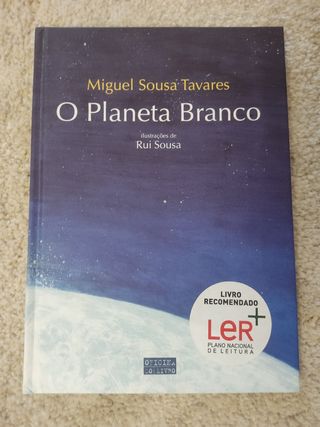 Miguel Sousa Tavares
O Planeta Branco
ilustrações de
Rui Sousa
LIVRO
RECOMENDADO
LeR+
PLANO NACIONAL
DE LEITURA
OFICINA
DO LIVRO